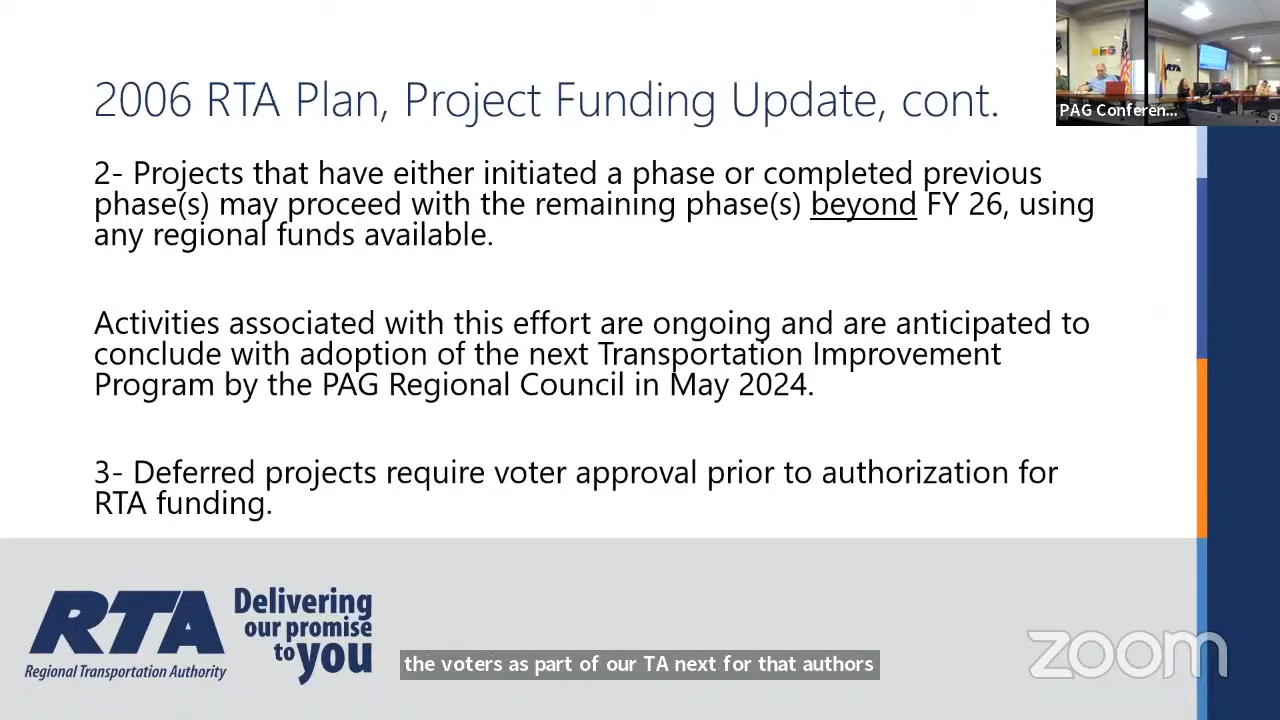 2006 RTA Plan, Project Funding Update, cont.
PAG Conferen...
2- Projects that have either initiated a phase or completed previous
phase(s) may proceed with the remaining phase(s) beyond FY 26, using
any regional funds available.
Activities associated with this effort are ongoing and are anticipated to
conclude with adoption of the next Transportation Improvement
Program by the PAG Regional Council in May 2024.
3- Deferred projects require voter approval prior to authorization for
RTA funding.
RTA
Regional Transportation Authority
Delivering
our promise
to you
the voters as part of our TA next for that authors
zoom